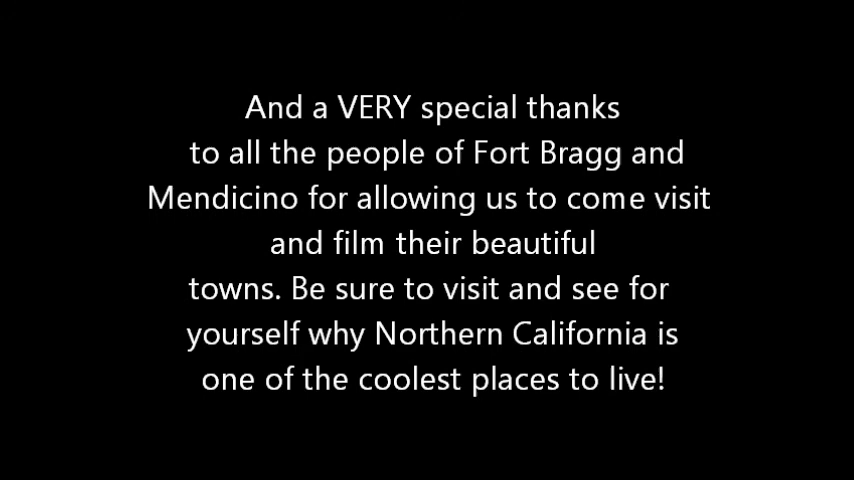 And a VERY special thanks
to all the people of Fort Bragg and
Mendicino for allowing us to come visit
and film their beautiful
towns. Be sure to visit and see for
yourself why Northern California is
one of the coolest places to live!